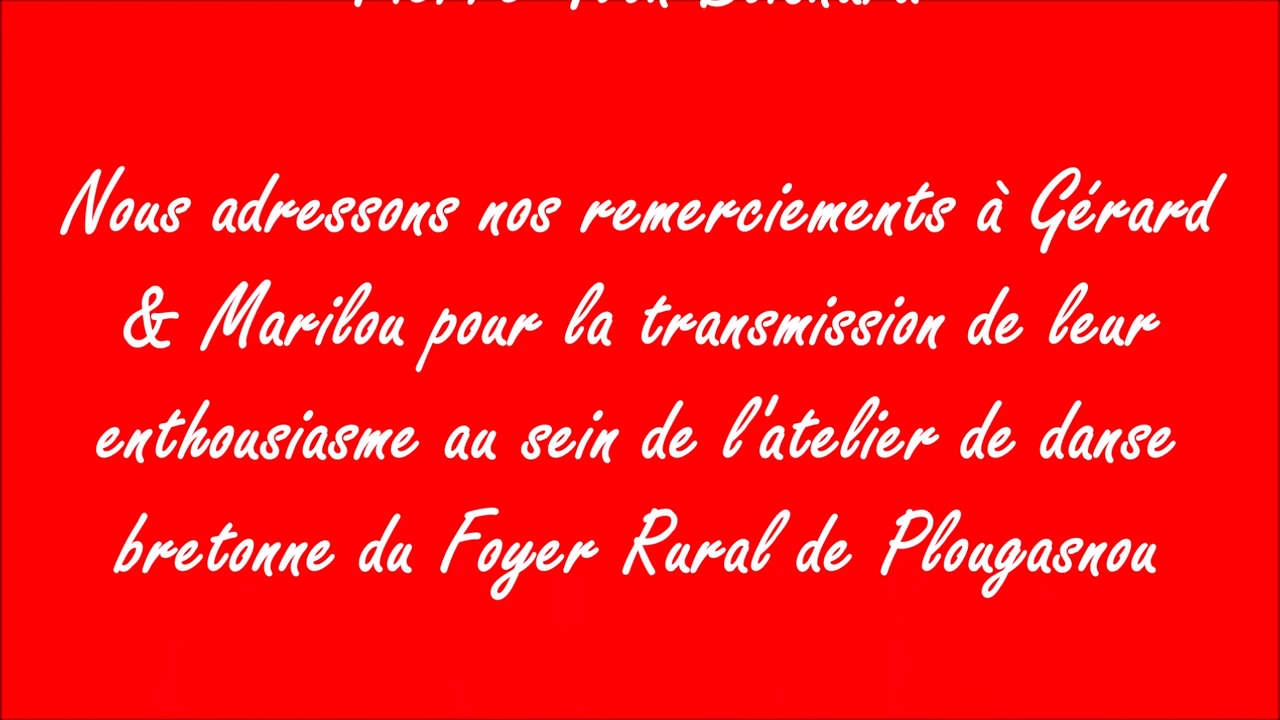 Nous adressons nos remerciements à Gérard
& Marilou pour la transmission de leur
enthousiasme au sein de l'atelier de danse
bretonne du Foyer Rural de Plougasnou